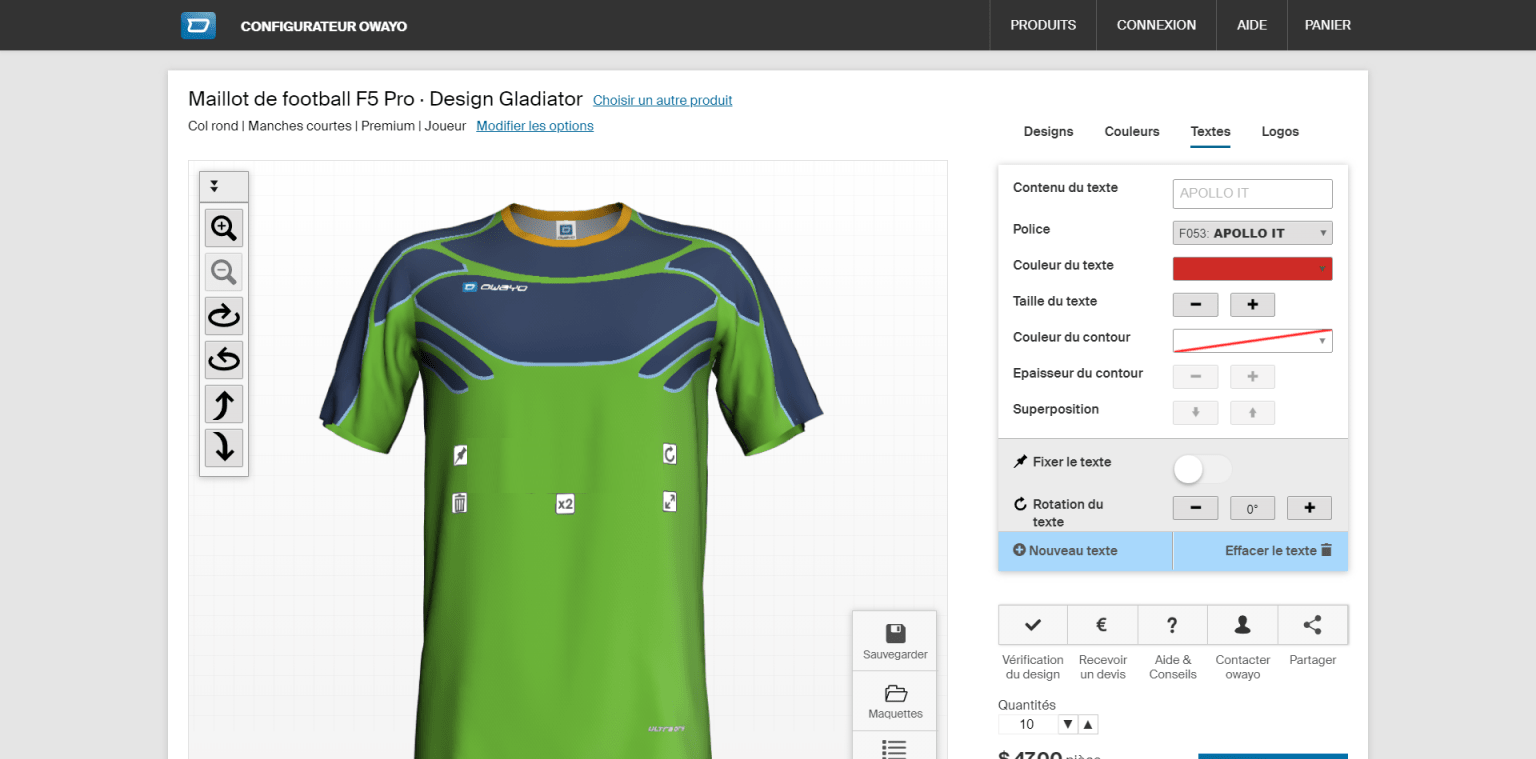 CONFIGURATEUR OWAYO
PRODUITS
CONNEXION
AIDE
PANIER
Maillot de football F5 Pro · Design Gladiator
Choisir un autre produit
Col rond | Manches courtes | Premium | Joueur
Modifier les options
Designs
Couleurs
Textes
Logos
Contenu du texte
APOLLO IT
Police
F053: APOLLO IT
Couleur du texte
Taille du texte
Couleur du contour
Epaisseur du contour
Superposition
Fixer le texte
Rotation du
texte
0°
Nouveau texte
Effacer le texte
owayo
x2
Sauvegarder
Maquettes
€
?
Vérification
du design
Recevoir
un devis
Aide &
Conseils
Contacter
owayo
Partager
Quantités
10